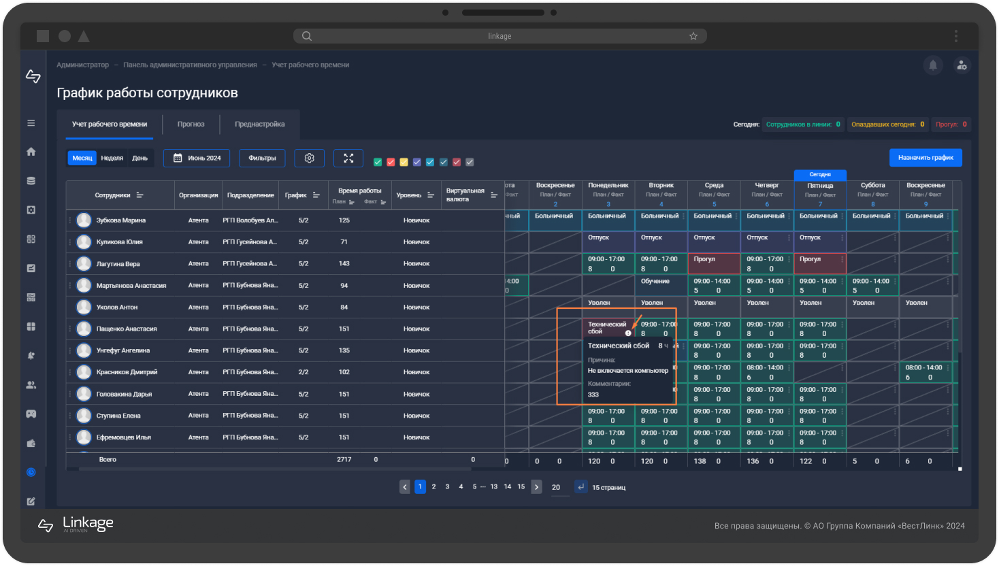 linkage
Администратор – Панель административного управления – Учет рабочего времени
График работы сотрудников
Учет рабочего времени Прогноз Преднастройка
Сегодня: Сотрудников в линии: 0 Опаздавших сегодня: 0 Прогул: 0
Месяц Неделя День Июнь 2024 Фильтры Назначить график
Сегодня
Сотрудники Организация Подразделение График Время работы План Факт Уровень Виртуальная валюта
ота Воскресенье Понедельник Вторник Среда Четверг Пятница Суббота Воскресенье
Факт План / Факт План / Факт План / Факт План / Факт План / Факт План / Факт План / Факт План / Факт
2 3 4 5 6 7 8 9
Зубкова Марина Атента РГП Волобуев Ал... 5/2 125 Новичок чный Больничный Больничный Больничный Больничный Больничный Больничный Больничный Больничный
Куликова Юлия Атента РГП Гусейнова А... 5/2 71 Новичок Отпуск Отпуск Отпуск Отпуск Отпуск
Лагутина Вера Атента РГП Гусейнова А... 5/2 143 Новичок 09:00 - 17:00 09:00 - 17:00 Прогул 09:00 - 17:00 Прогул
8 0 8 0 8 0
Мартьянова Анастасия Атента РГП Бубнова Яна... 5/2 94 Новичок 14:00 Обучение 09:00 - 14:00 09:00 - 14:00 09:00 - 14:00 09:00 - 14:00
0 5 0 5 0 5 0 5 0
Уколов Антон Атента РГП Бубнова Яна... 5/2 84 Новичок Уволен Уволен Уволен Уволен Уволен Уволен Уволен
Пащенко Анастасия Атента РГП Бубнова Яна... 5/2 151 Новичок Технический сбой 09:00 - 17:00 09:00 - 17:00 09:00 - 17:00 09:00 - 17:00
8 0 8 0 8 0 8 0
Унгефуг Ангелина Атента РГП Бубнова Яна... 5/2 135 Новичок й 09:00 - 17:00 09:00 - 17:00 09:00 - 17:00
8 0 8 0 8 0
Технический сбой 8 ч
Причина:
Не включается компьютер
Комментарии:
333
Красников Дмитрий Атента РГП Бубнова Яна... 2/2 102 Новичок 09:00 - 17:00 08:00 - 14:00 08:00 - 14:00
8 0 6 0 6 0
Головакина Дарья Атента РГП Бубнова Яна... 5/2 151 Новичок :00 09:00 - 17:00 09:00 - 17:00 09:00 - 17:00
8 0 8 0 8 0
Ступина Елена Атента РГП Бубнова Яна... 5/2 151 Новичок 09:00 - 17:00 09:00 - 17:00 09:00 - 17:00 09:00 - 17:00 09:00 - 17:00
8 0 8 0 8 0 8 0 8 0
Ефремовцев Илья Атента РГП Бубнова Яна... 5/2 151 Новичок 09:00 - 17:00 09:00 - 17:00 09:00 - 17:00 09:00 - 17:00 09:00 - 17:00
8 0 8 0 8 0 8 0 8 0
Всего 2717 0 0 0 0 0 120 0 120 0 138 0 136 0 122 0 5 0 6 0
1 2 3 4 5 ... 13 14 15 20 15 страниц
Linkage
AI DRIVEN
Все права защищены. © АО Группа Компаний «ВестЛинк» 2024